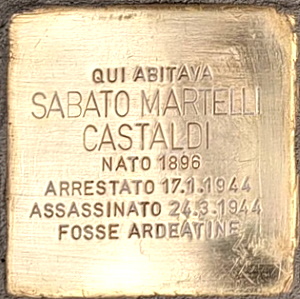 QUI ABITAVA
SABATO MARTELLI
CASTALDI
NATO 1896
ARRESTATO 17.1.1944
ASSASSINATO 24.3.1944
FOSSE ARDEATINE